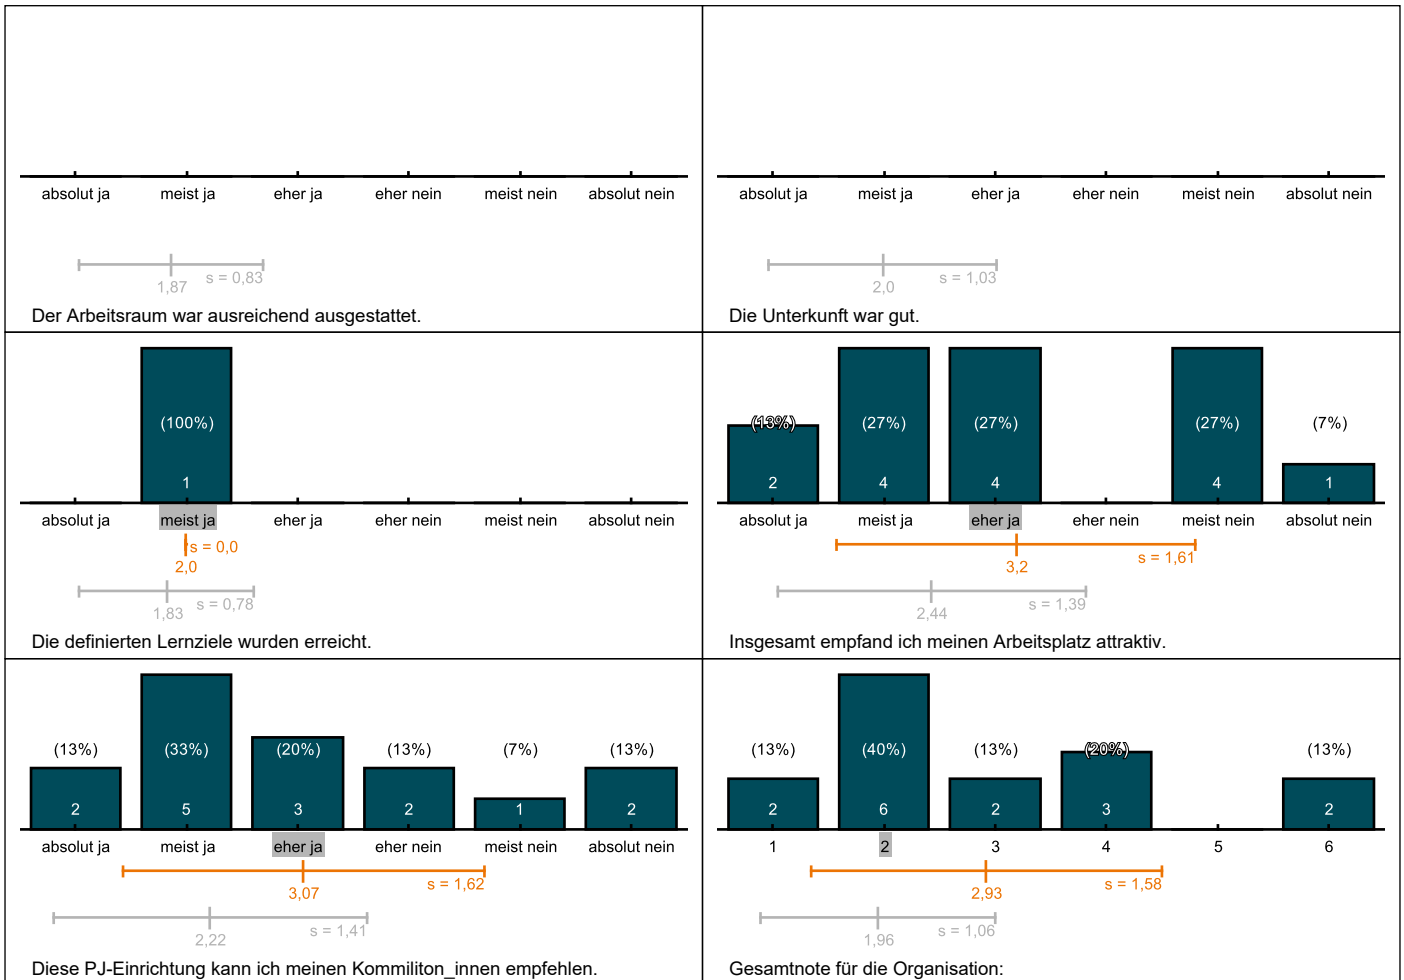 absolut ja meist ja eher ja eher nein meist nein absolut nein
s = 0,83
1,87
Der Arbeitsraum war ausreichend ausgestattet.
absolut ja meist ja eher ja eher nein meist nein absolut nein
s = 1,03
2,0
Die Unterkunft war gut.
(100%)
1
absolut ja meist ja eher ja eher nein meist nein absolut nein
s = 0,0
2,0
s = 0,78
1,83
Die definierten Lernziele wurden erreicht.
(13%) (27%) (27%) (27%) (7%)
2 4 4 4 1
absolut ja meist ja eher ja eher nein meist nein absolut nein
s = 1,61
3,2
s = 1,39
2,44
Insgesamt empfand ich meinen Arbeitsplatz attraktiv.
(13%) (33%) (20%) (13%) (7%) (13%)
2 5 3 2 1 2
absolut ja meist ja eher ja eher nein meist nein absolut nein
s = 1,62
3,07
s = 1,41
2,22
Diese PJ-Einrichtung kann ich meinen Kommiliton_innen empfehlen.
(13%) (40%) (13%) (20%) (13%)
2 6 2 3 2
1 2 3 4 5 6
s = 1,58
2,93
s = 1,06
1,96
Gesamtnote für die Organisation: